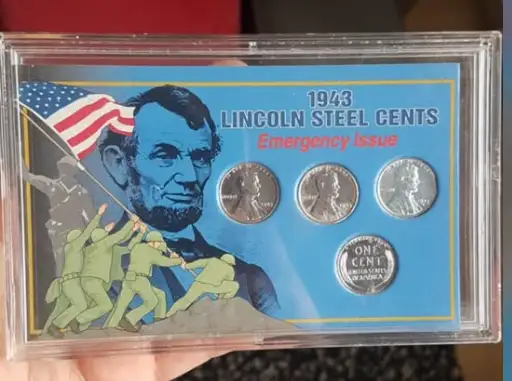 1943
LINCOLN STEEL CENTS
Emergency Issue
ONE
CENT
UNITED STATES
OF AMERICA